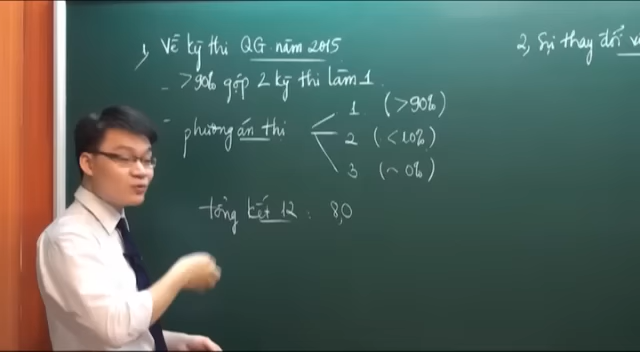 1, Về kỳ thi QG năm 2015
- >90% gộp 2 kỳ thi làm 1.
- phương án thi
1 (>90%)
2 (<10%)
3 (~0%)
tổng kết 12 : 8,0
2, Sự thay đổi về